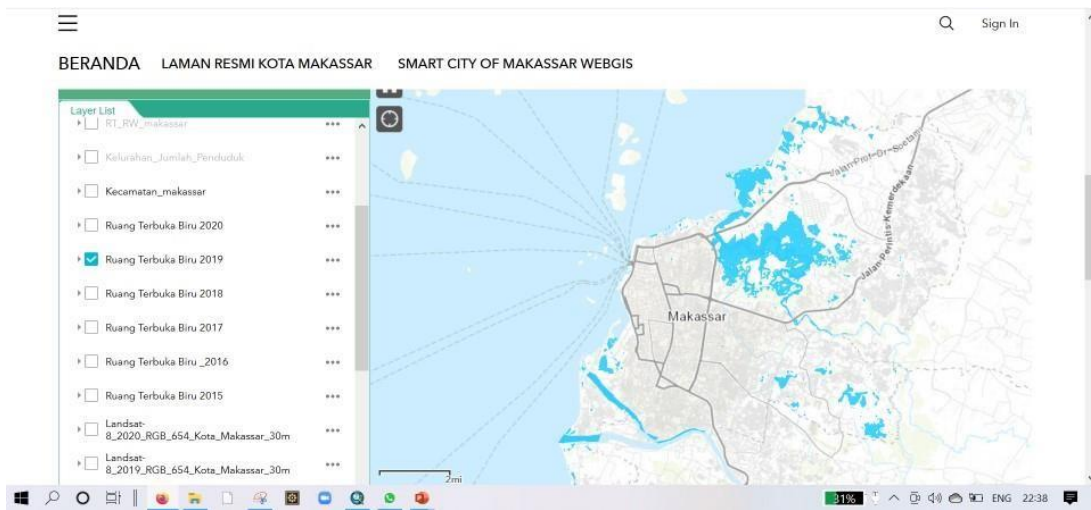 Sign In
BERANDA LAMAN RESMI KOTA MAKASSAR SMART CITY OF MAKASSAR WEBGIS
Layer List
RT_RW_makassar
Kelurahan_Jumlah_Penduduk
Kecamatan_makassar
Ruang Terbuka Biru 2020
Ruang Terbuka Biru 2019
Ruang Terbuka Biru 2018
Ruang Terbuka Biru 2017
Ruang Terbuka Biru _2016
Ruang Terbuka Biru 2015
Landsat-
8_2020_RGB_654_Kota_Makassar_30m
Landsat-
8_2019_RGB_654_Kota_Makassar_30m
Jalan-Prof-Dr-Soetami
Jalan-Perintis-Kemerdekaan
Makassar
2mi
31% ENG 22:38